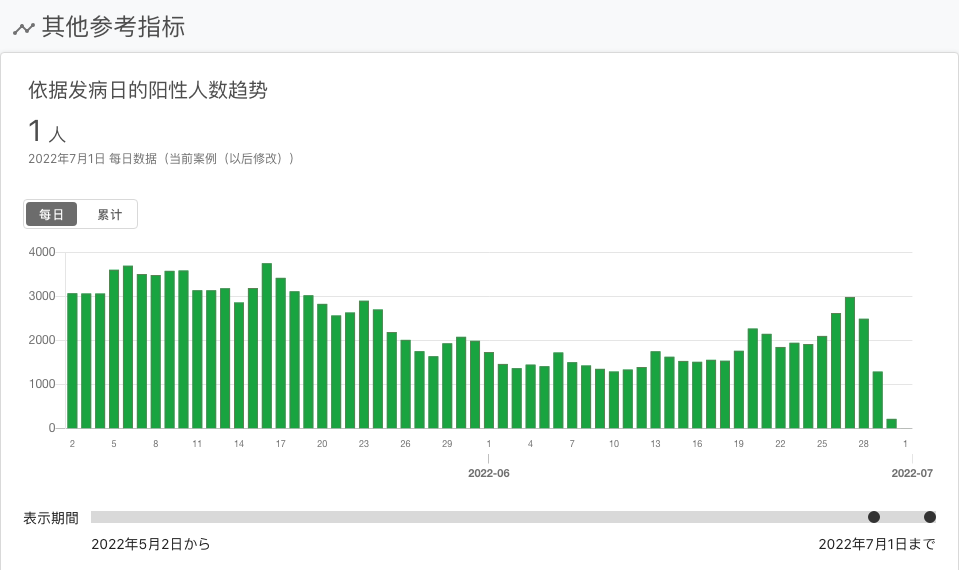 其他参考指标
依据发病日的阳性人数趋势
1 人
2022年7月1日 每日数据（当前案例（以后修改））
每日 累计
4000
3000
2000
1000
0
2 5 8 11 14 17 20 23 26 29 1 4 7 10 13 16 19 22 25 28 1
2022-06 2022-07
表示期間
2022年5月2日から 2022年7月1日まで